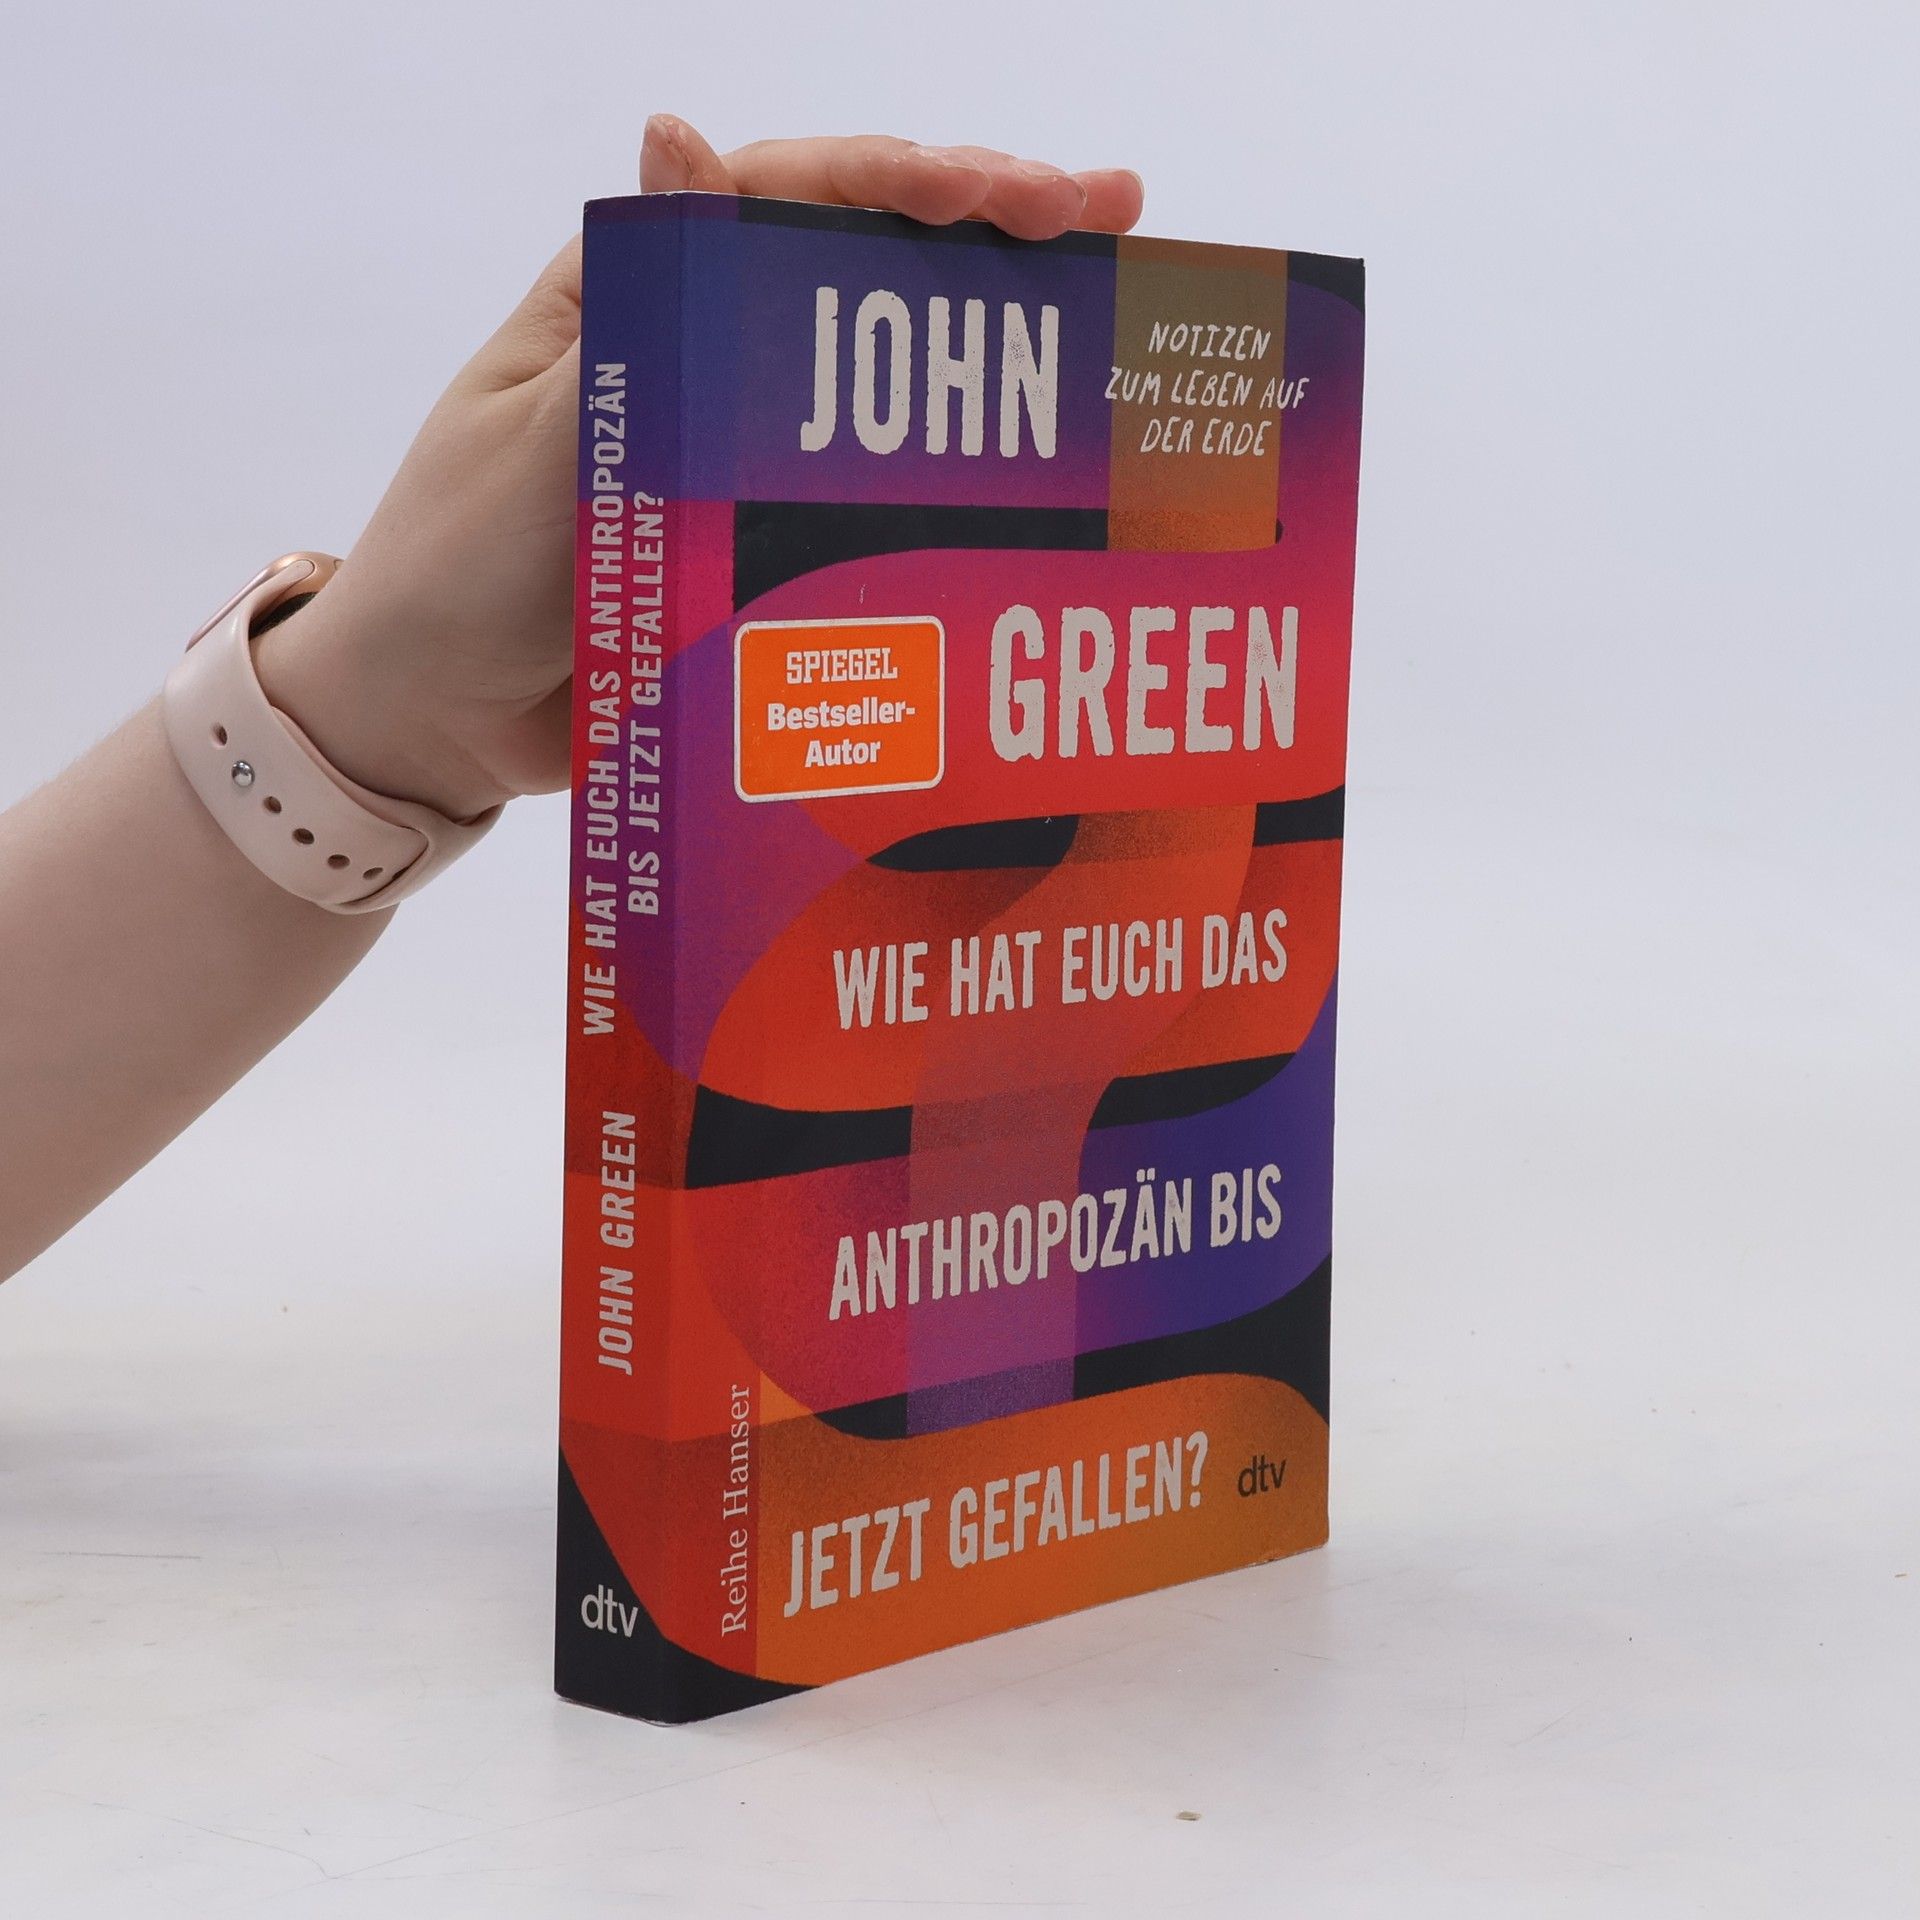 JOHN
NOTIZEN
ZUM LEBEN AUF
DER ERDE
GREEN
SPIEGEL
Bestseller-
Autor
WIE HAT EUCH DAS
ANTHROPOZÄN BIS
JETZT GEFALLEN?
dtv
Reihe Hanser
WIE HAT EUCH DAS ANTHROPOZÄN
BIS JETZT GEFALLEN?
JOHN GREEN
dtv